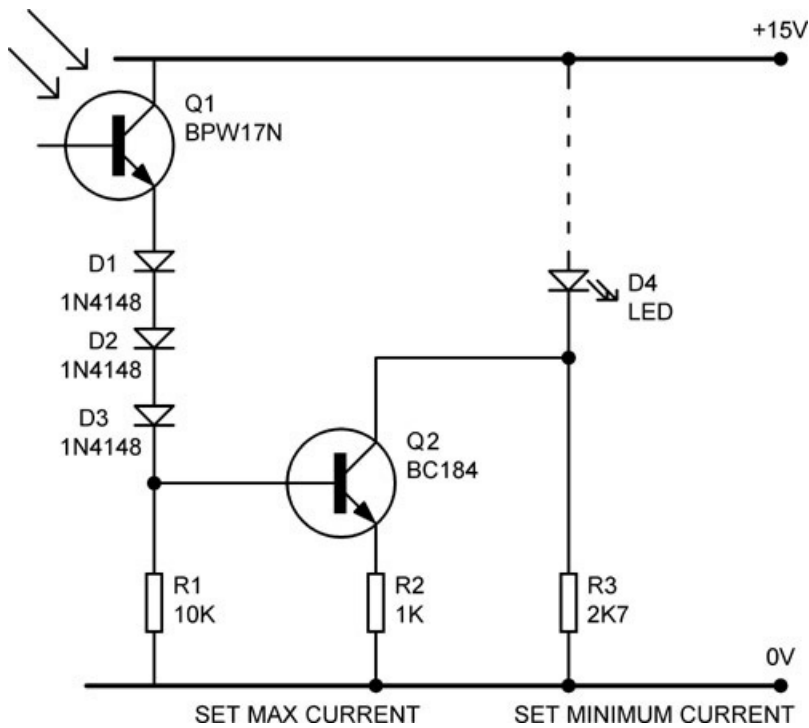 +15V
Q1
BPW17N
D1
1N4148
D2
1N4148
D3
1N4148
D4
LED
Q2
BC184
R1
10K
R2
1K
R3
2K7
0V
SET MAX CURRENT
SET MINIMUM CURRENT